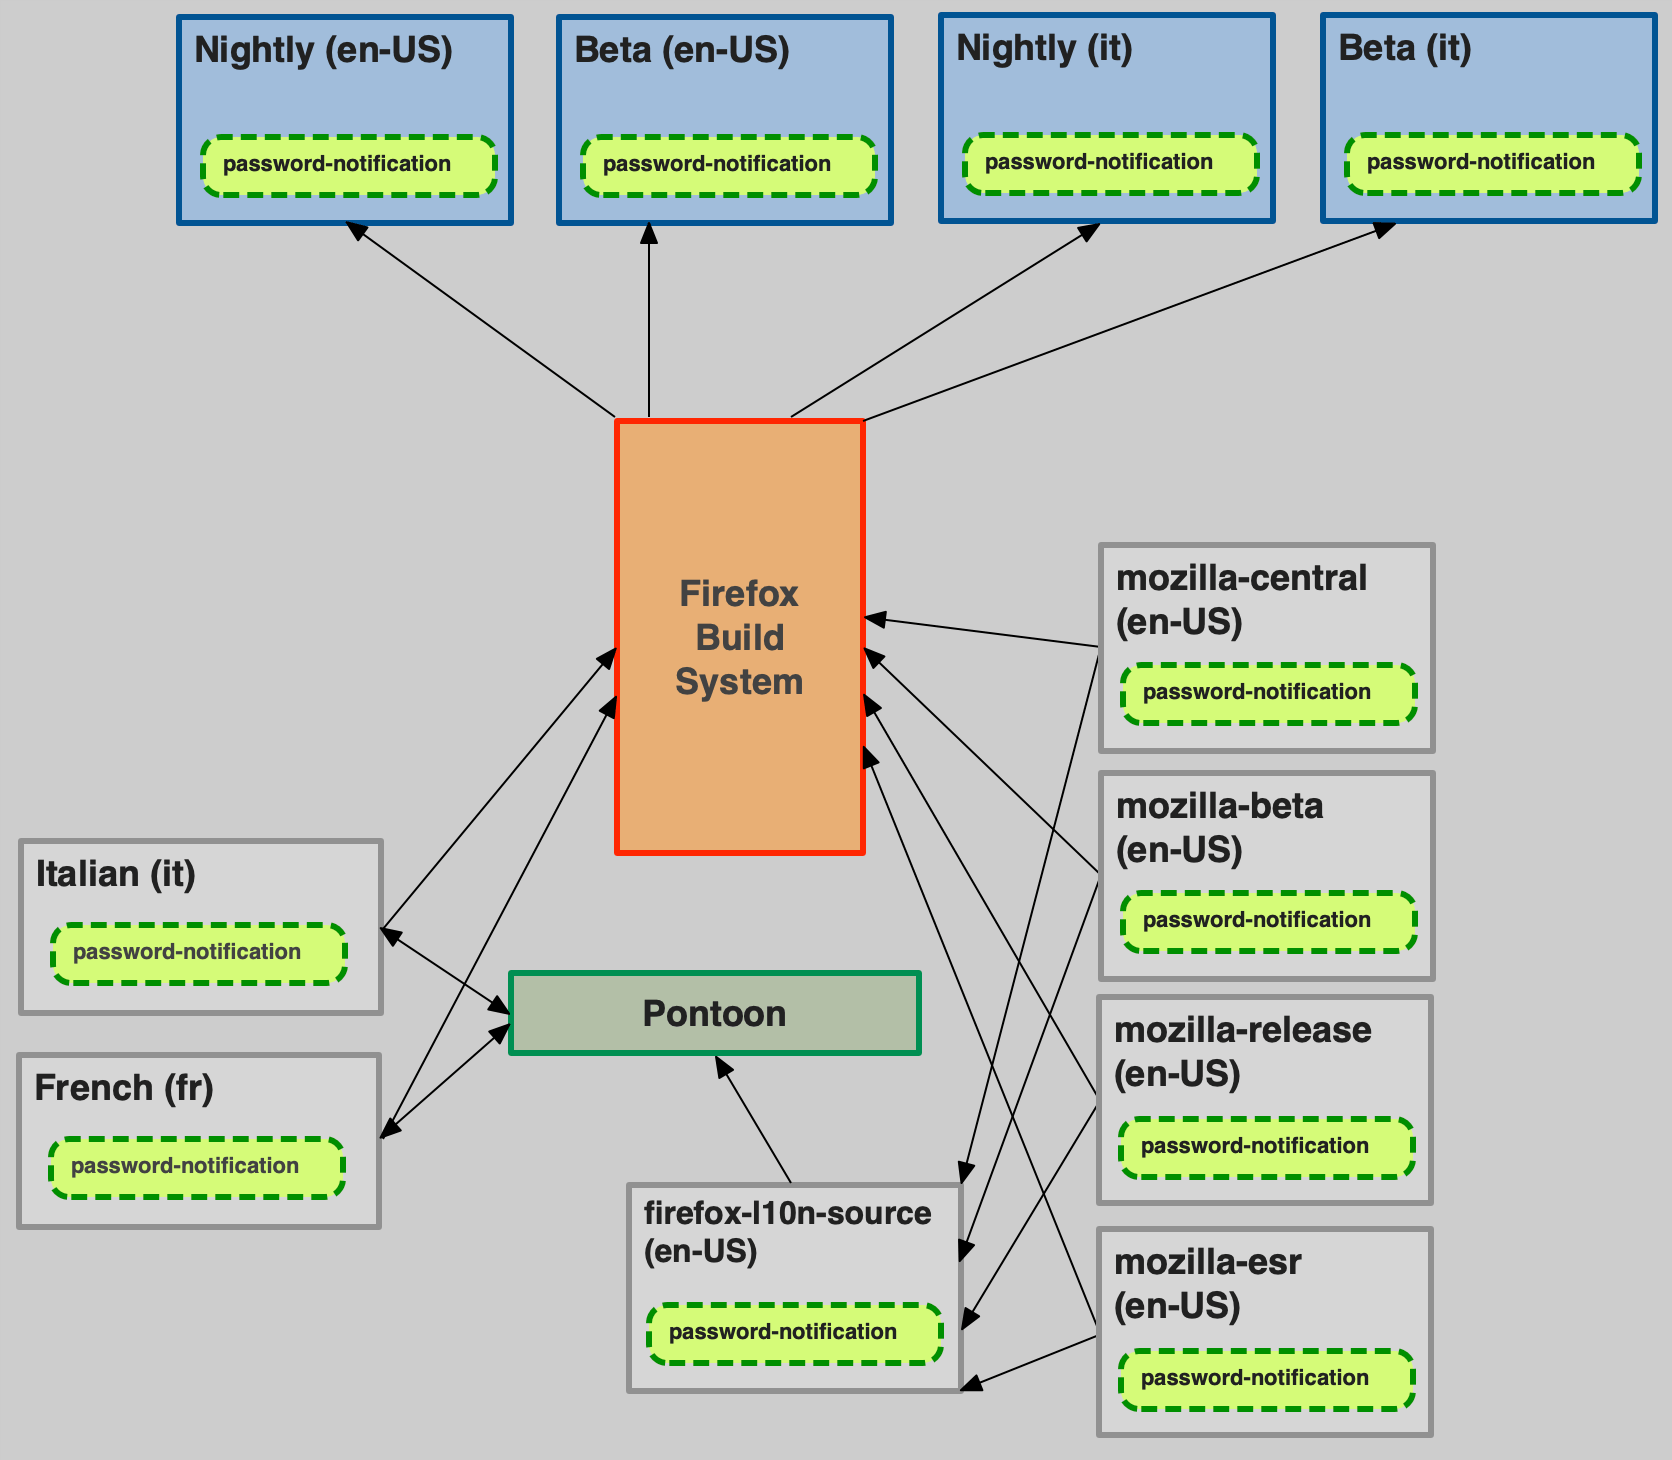 Nightly (en-US)
password-notification
Beta (en-US)
password-notification
Nightly (it)
password-notification
Beta (it)
password-notification
Firefox
Build
System
mozilla-central
(en-US)
password-notification
mozilla-beta
(en-US)
password-notification
Italian (it)
password-notification
Pontoon
mozilla-release
(en-US)
password-notification
French (fr)
password-notification
firefox-l10n-source
(en-US)
password-notification
mozilla-esr
(en-US)
password-notification